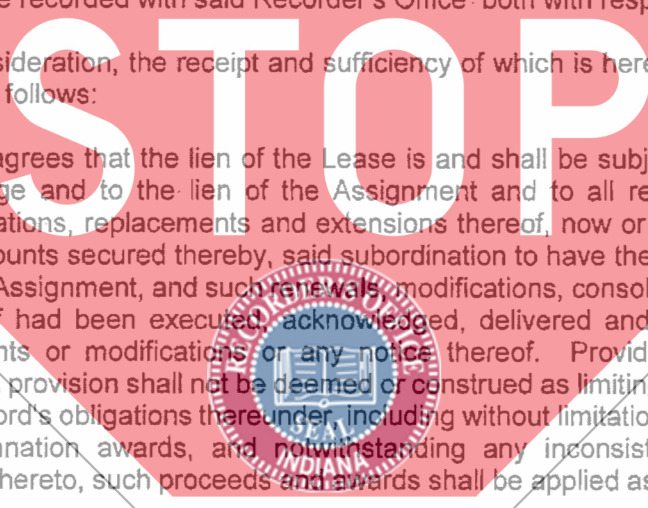 recorded with said Recorder's Office both with resp
STOP
sideration, the receipt and sufficiency of which is here
follows:
agrees that the lien of the Lease is and shall be subj
ge and to the lien of the Assignment and to all re
ations, replacements and extensions thereof, now or
ounts secured thereby, said subordination to have the
Assignment, and such renewals, modifications, consol
f had been executed, acknowledged, delivered and
nts or modifications or any notice thereof. Provid
provision shall not be deemed or construed as limitin
ord's obligations thereunder, including without limitatio
nation awards, and notwithstanding any inconsist
hereto, such proceeds and awards shall be applied as
RECORDER'S OFFICE
SEAL
INDIANA